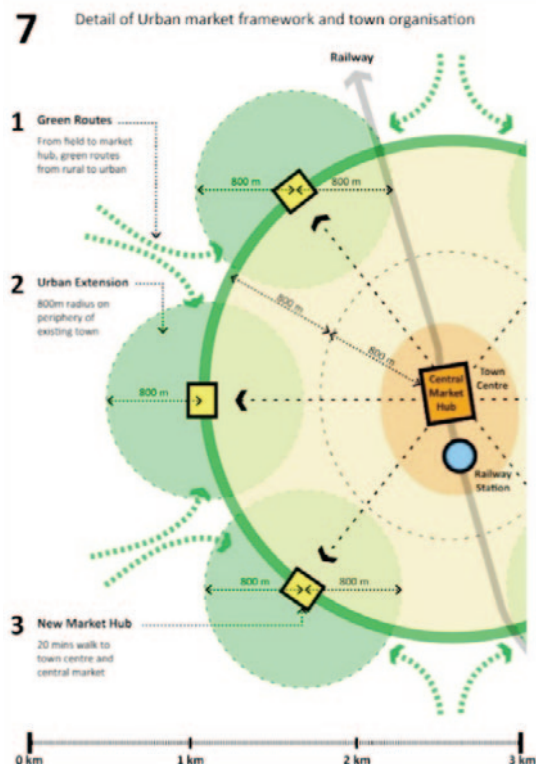 7
Detail of Urban market framework and town organisation
Railway
1 Green Routes
From field to market
hub, green routes
from rural to urban
800 m
800 m
2 Urban Extension
800m radius on
periphery of
existing town
800 m
800 m
800 m
Central
Market
Hub
Town
Centre
Railway
Station
800 m
800 m
3 New Market Hub
20 mins walk to
town centre and
central market
0 km
1 km
2 km
3 km